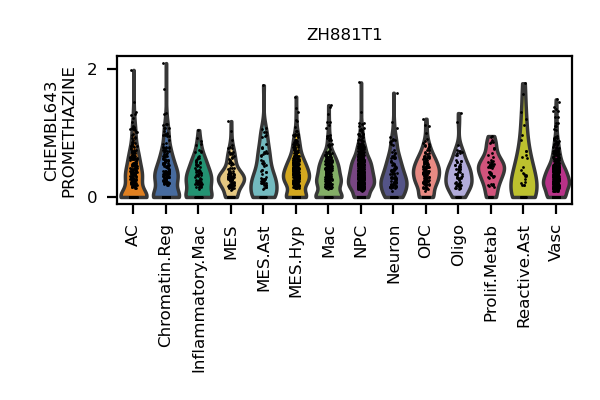 ZH881T1
CHEMBL643
PROMETHAZINE
2
0
AC
Chromatin.Reg
Inflammatory.Mac
MES
MES.Ast
MES.Hyp
Mac
NPC
Neuron
OPC
Oligo
Prolif.Metab
Reactive.Ast
Vasc